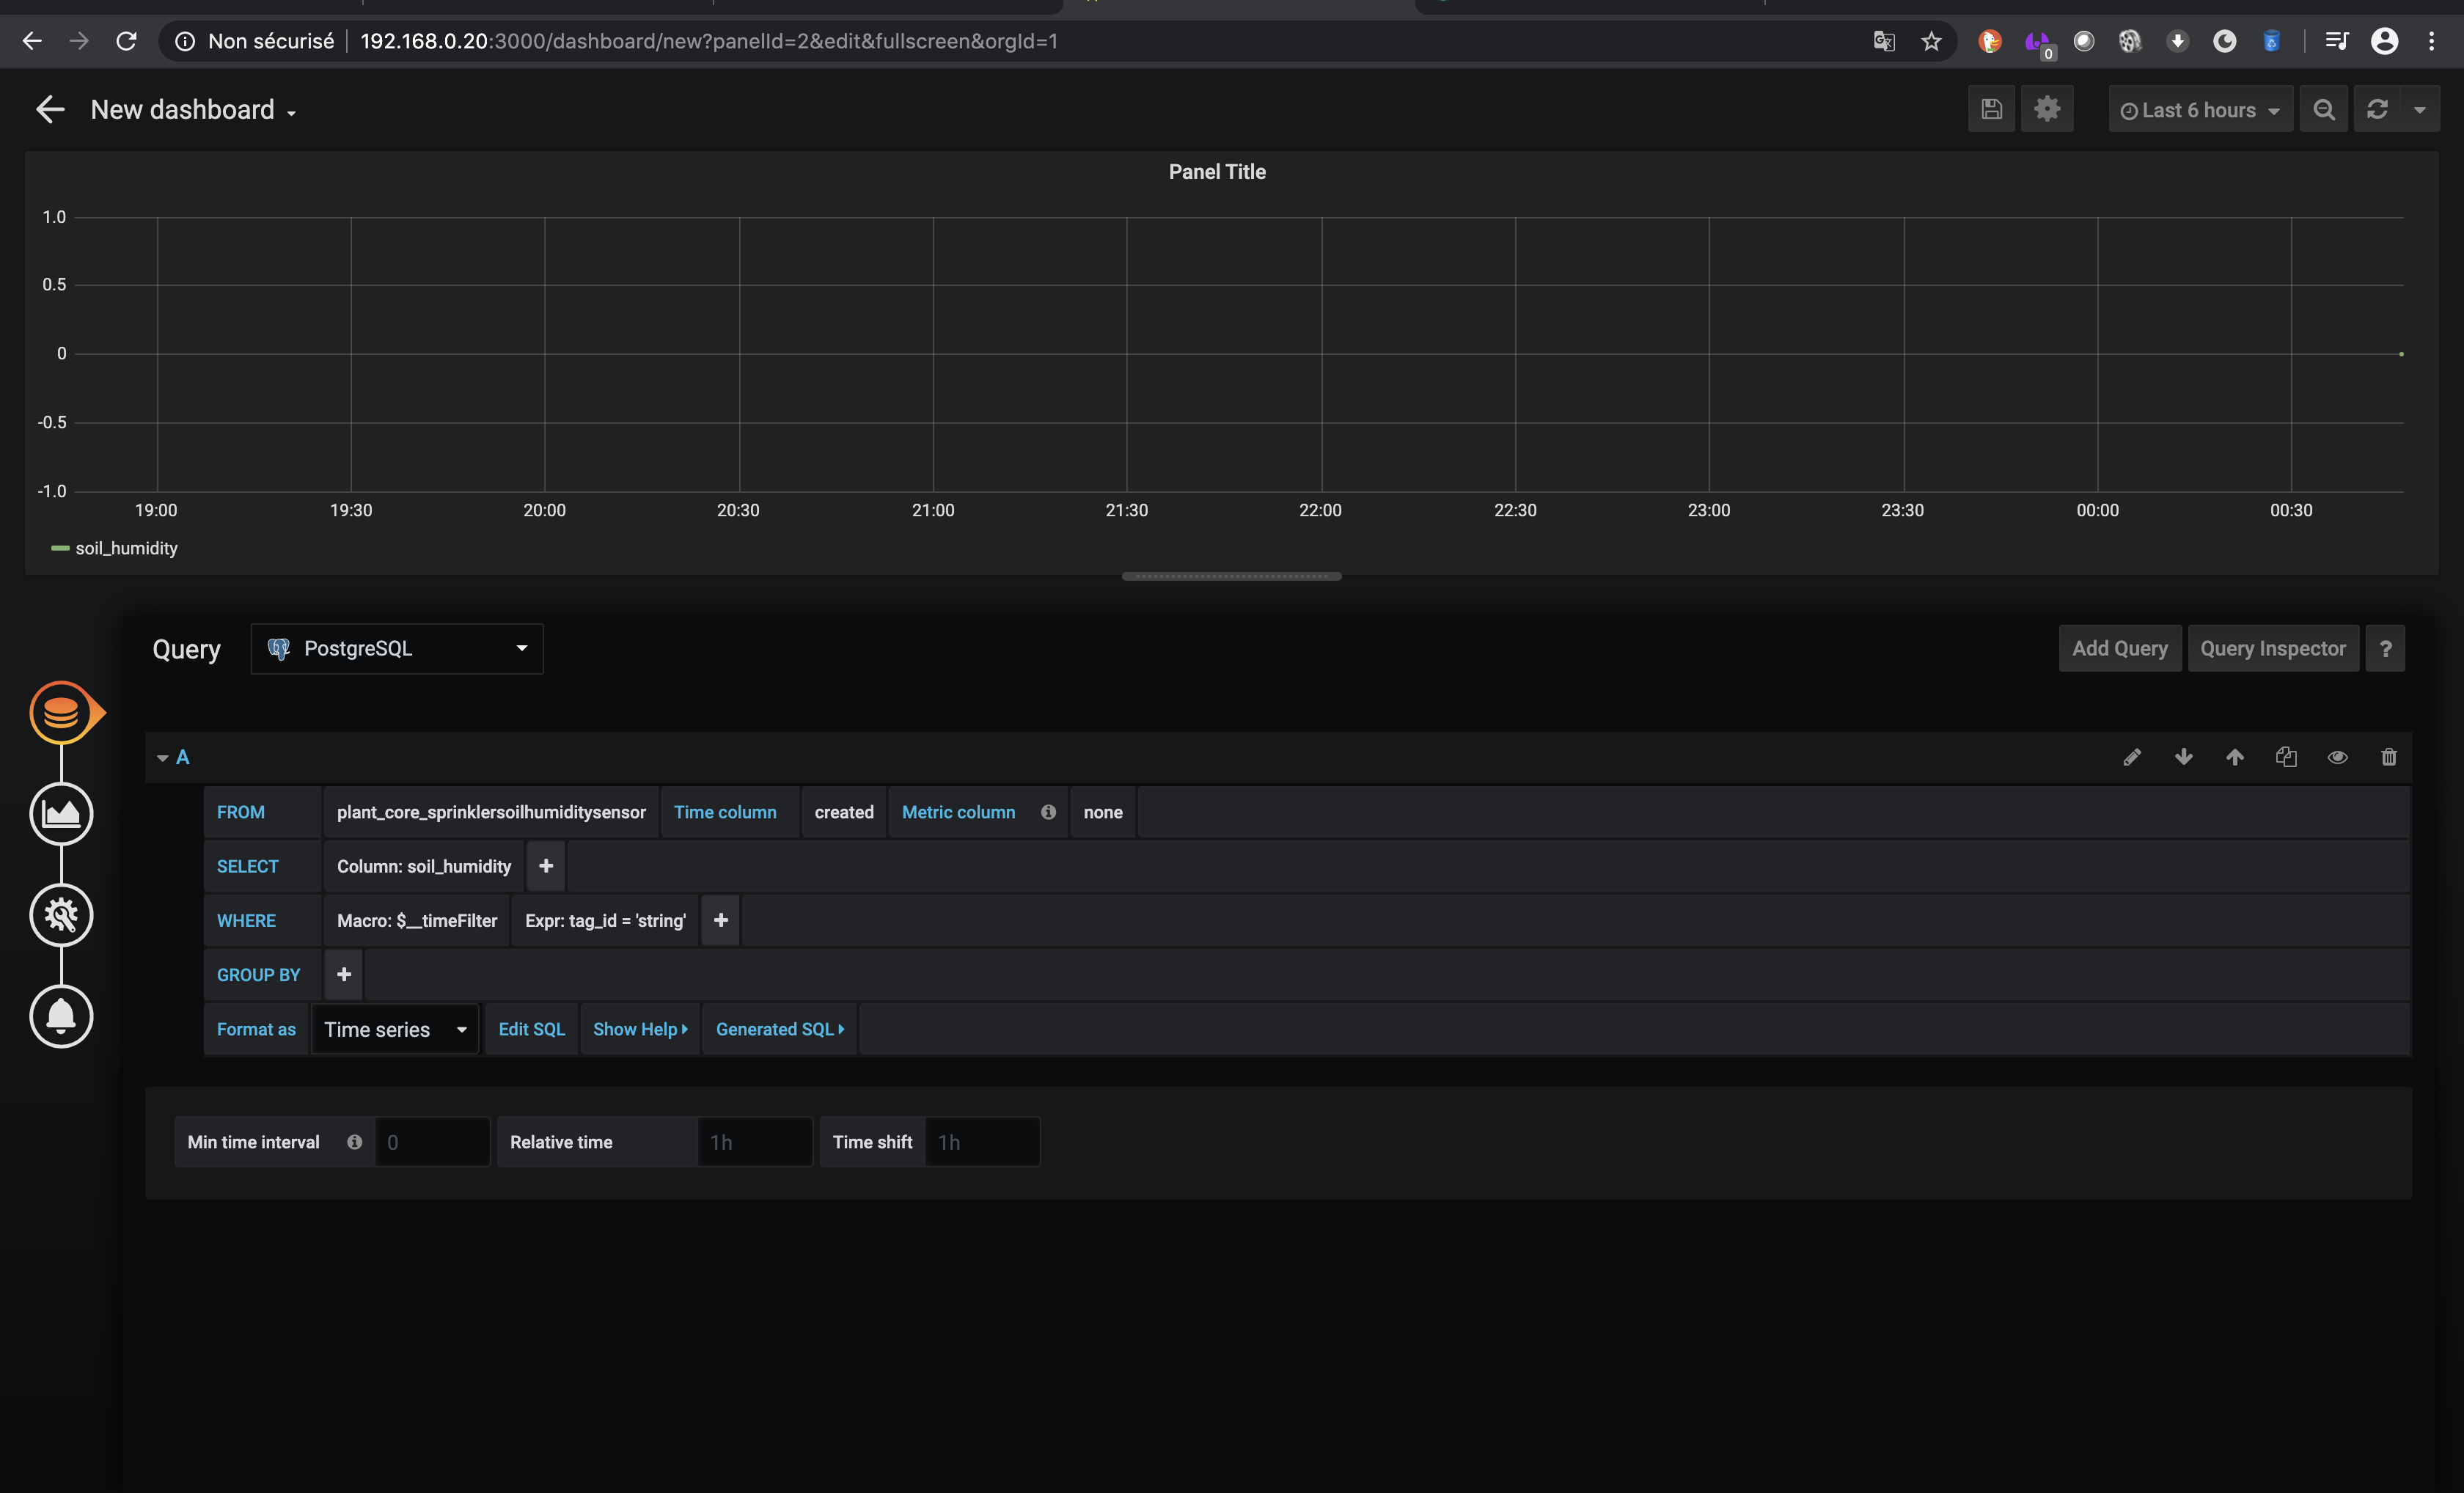 Non sécurisé 192.168.0.20:3000/dashboard/new?panelId=2&edit&fullscreen&orgId=1
0
New dashboard
Last 6 hours
Panel Title
1.0
0.5
0
-0.5
-1.0
19:00 19:30 20:00 20:30 21:00 21:30 22:00 22:30 23:00 23:30 00:00 00:30
soil_humidity
Query PostgreSQL Add Query Query Inspector ?
A
FROM plant_core_sprinklersoilhumiditysensor Time column created Metric column none
SELECT Column: soil_humidity +
WHERE Macro: $__timeFilter Expr: tag_id = 'string' +
GROUP BY +
Format as Time series Edit SQL Show Help Generated SQL
Min time interval 0 Relative time 1h Time shift 1h